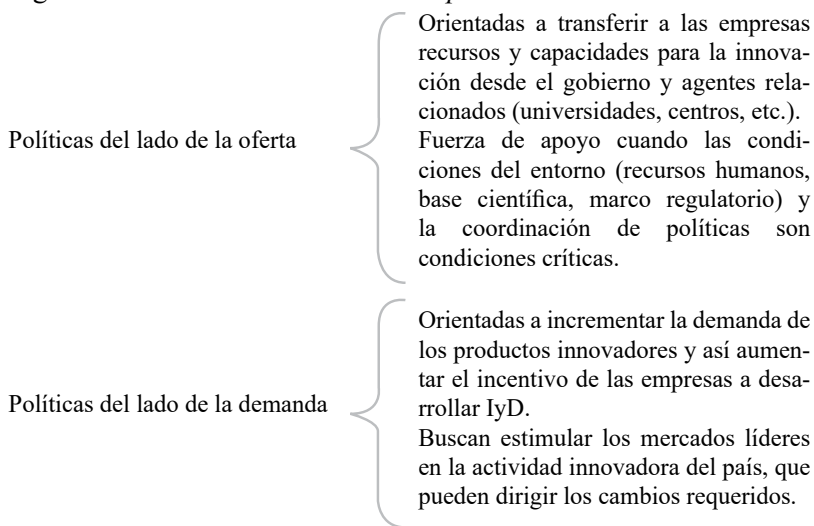 Orientadas a transferir a las empresas
recursos y capacidades para la innova-
ción desde el gobierno y agentes rela-
cionados (universidades, centros, etc.).
Políticas del lado de la oferta
Fuerza de apoyo cuando las condi-
ciones del entorno (recursos humanos,
base científica, marco regulatorio) y
la coordinación de políticas son
condiciones críticas.
Orientadas a incrementar la demanda de
los productos innovadores y así aumen-
tar el incentivo de las empresas a desa-
Políticas del lado de la demanda
rrollar IyD.
Buscan estimular los mercados líderes
en la actividad innovadora del país, que
pueden dirigir los cambios requeridos.